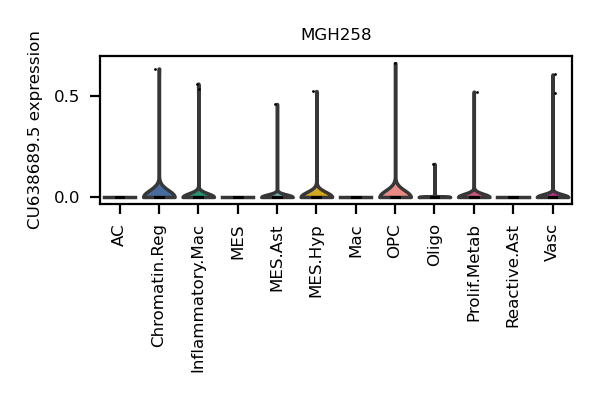 MGH258
CU638689.5 expression
0.5
0.0
AC
Chromatin.Reg
Inflammatory.Mac
MES
MES.Ast
MES.Hyp
Mac
OPC
Oligo
Prolif.Metab
Reactive.Ast
Vasc